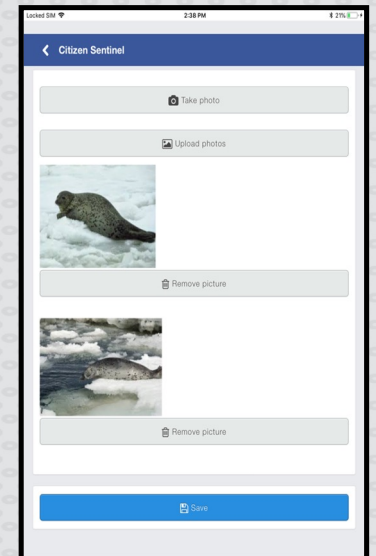 Locked SIM 2:38 PM 21%
Citizen Sentinel
Take photo
Upload photos
Remove picture
Remove picture
Save